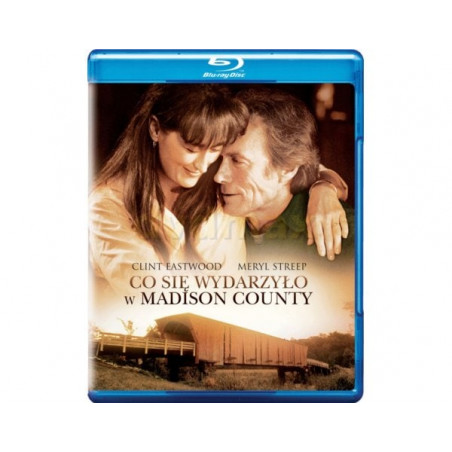 Blu-ray Disc
CLINT EASTWOOD MERYL STREEP
CO SIĘ WYDARZYŁO
W MADISON COUNTY